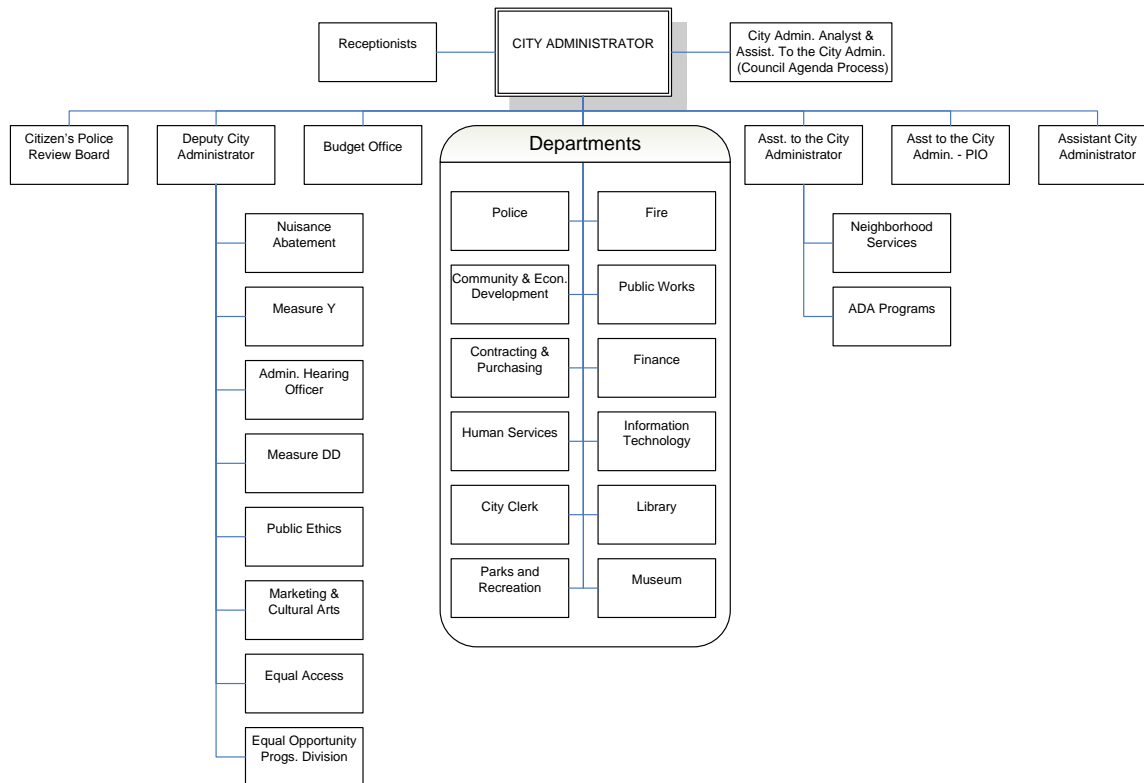 Receptionists
CITY ADMINISTRATOR
City Admin. Analyst &
Assist. To the City Admin.
(Council Agenda Process)
Citizen's Police
Review Board
Deputy City
Administrator
Budget Office
Departments
Asst. to the City
Administrator
Asst to the City
Admin. - PIO
Assistant City
Administrator
Nuisance
Abatement
Measure Y
Admin. Hearing
Officer
Measure DD
Public Ethics
Marketing &
Cultural Arts
Equal Access
Equal Opportunity
Progs. Division
Police
Fire
Community & Econ.
Development
Public Works
Contracting &
Purchasing
Finance
Human Services
Information
Technology
City Clerk
Library
Parks and
Recreation
Museum
Neighborhood
Services
ADA Programs